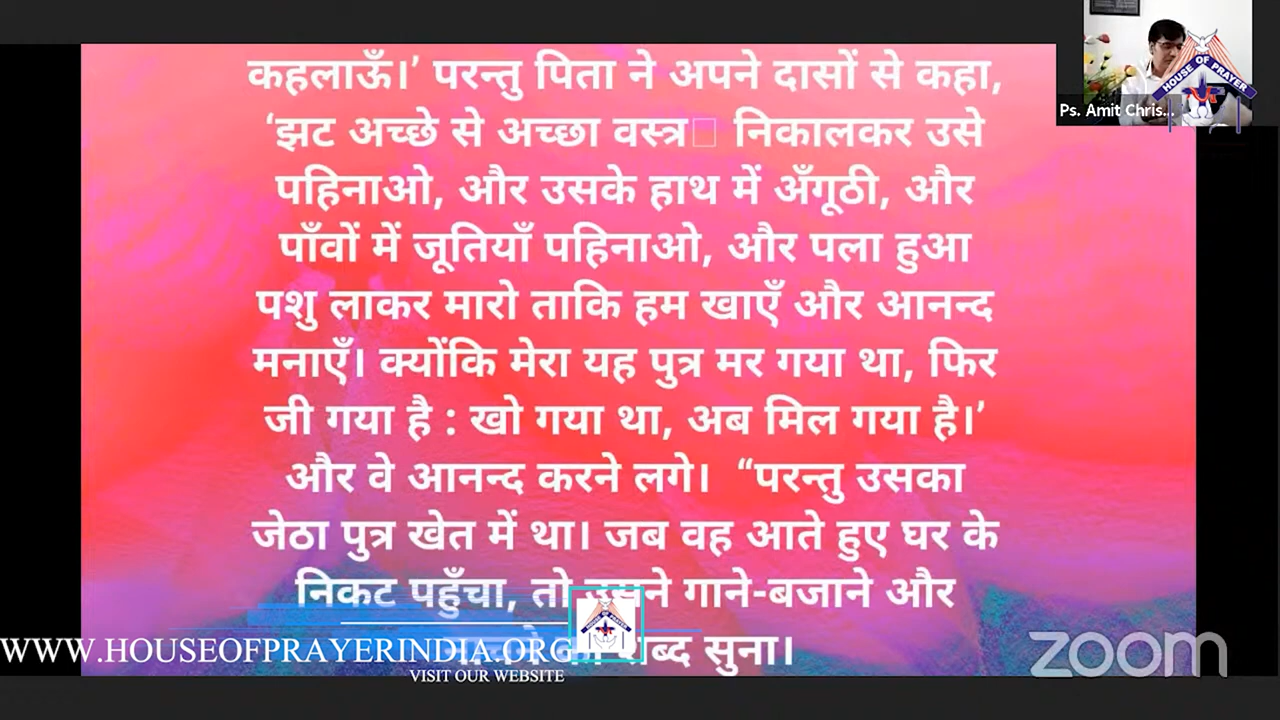 कहलाऊँ।’ परन्तु पिता ने अपने दासों से कहा,
‘झट अच्छे से अच्छा वस्त्र□ निकालकर उसे
पहिनाओ, और उसके हाथ में अँगूठी, और
पाँवों में जूतियाँ पहिनाओ, और पला हुआ
पशु लाकर मारो ताकि हम खाएँ और आनन्द
मनाएँ। क्योंकि मेरा यह पुत्र मर गया था, फिर
जी गया है : खो गया था, अब मिल गया है।’
और वे आनन्द करने लगे। “परन्तु उसका
जेठा पुत्र खेत में था। जब वह आते हुए घर के
निकट पहुँचा, तो उसने गाने-बजाने और
शब्द सुना।
HOUSE OF PRAYER
Ps. Amit Chris...
WWW.HOUSEOFPRAYERINDIA.ORG
VISIT OUR WEBSITE
zoom